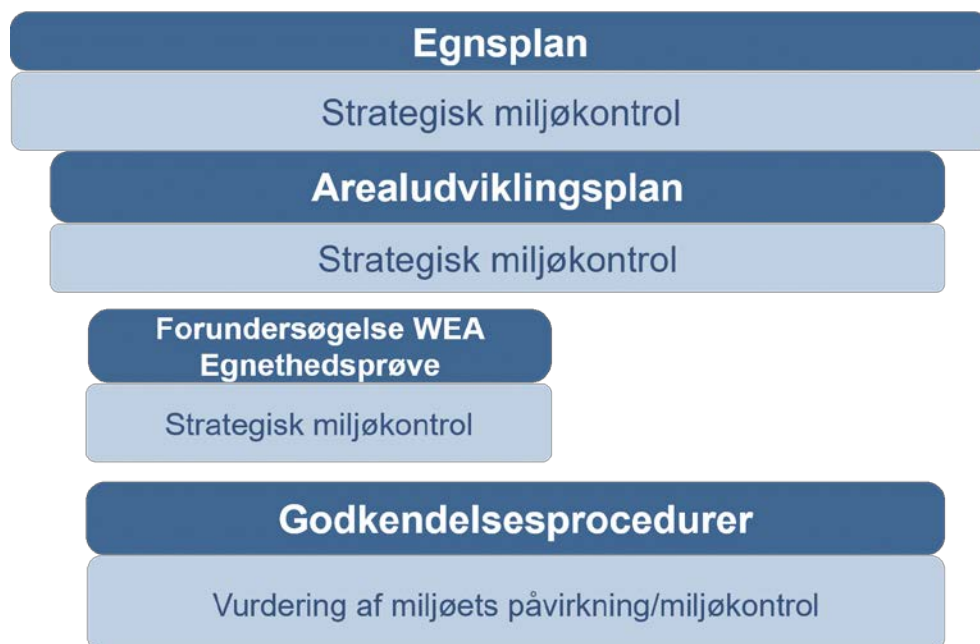 Egnsplan
Strategisk miljøkontrol
Arealudviklingsplan
Strategisk miljøkontrol
Forundersøgelse WEA
Egnethedsprøve
Strategisk miljøkontrol
Godkendelsesprocedurer
Vurdering af miljøets påvirkning/miljøkontrol